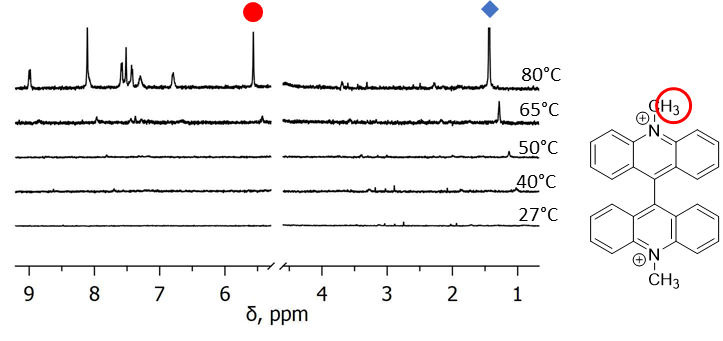 80°C
65°C
50°C
40°C
27°C
9 8 7 6 4 3 2 1
δ, ppm
CH3
⊕ N
N
⊕
CH3